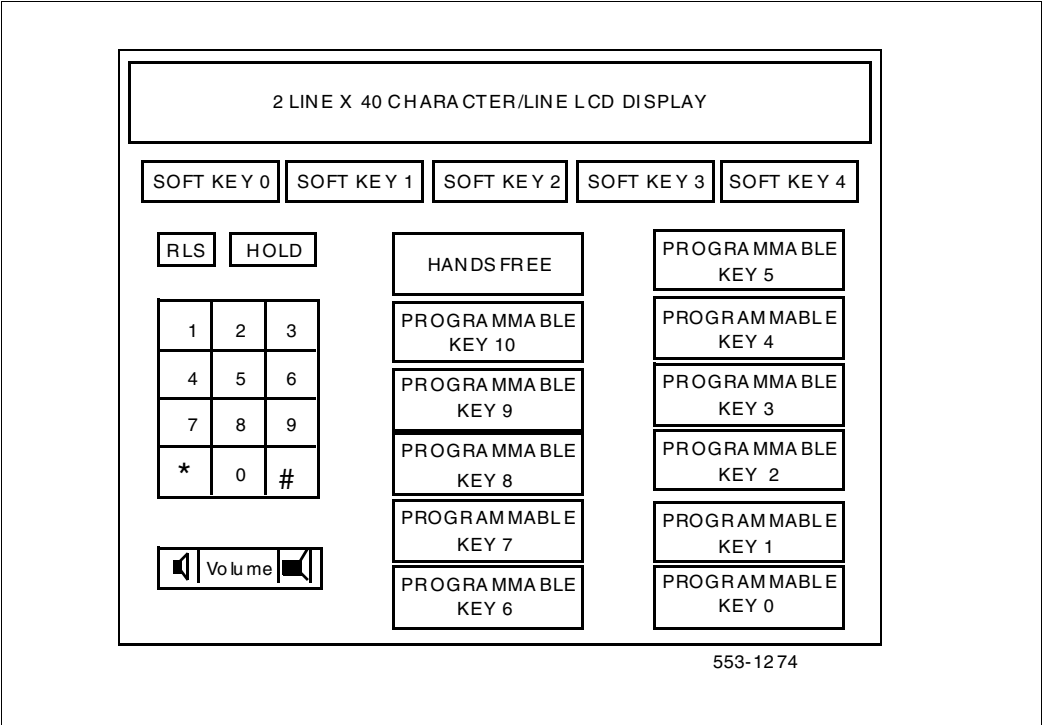 2 LINE X 40 CHARACTER/LINE LCD DISPLAY
SOFT KEY 0 SOFT KEY 1 SOFT KEY 2 SOFT KEY 3 SOFT KEY 4
RLS HOLD
1 2 3
4 5 6
7 8 9
* 0 #
Volume
HANDSFREE
PROGRAMMABLE
KEY 10
PROGRAMMABLE
KEY 9
PROGRAMMABLE
KEY 8
PROGRAMMABLE
KEY 7
PROGRAMMABLE
KEY 6
PROGRAMMABLE
KEY 5
PROGRAMMABLE
KEY 4
PROGRAMMABLE
KEY 3
PROGRAMMABLE
KEY 2
PROGRAMMABLE
KEY 1
PROGRAMMABLE
KEY 0
553-1274